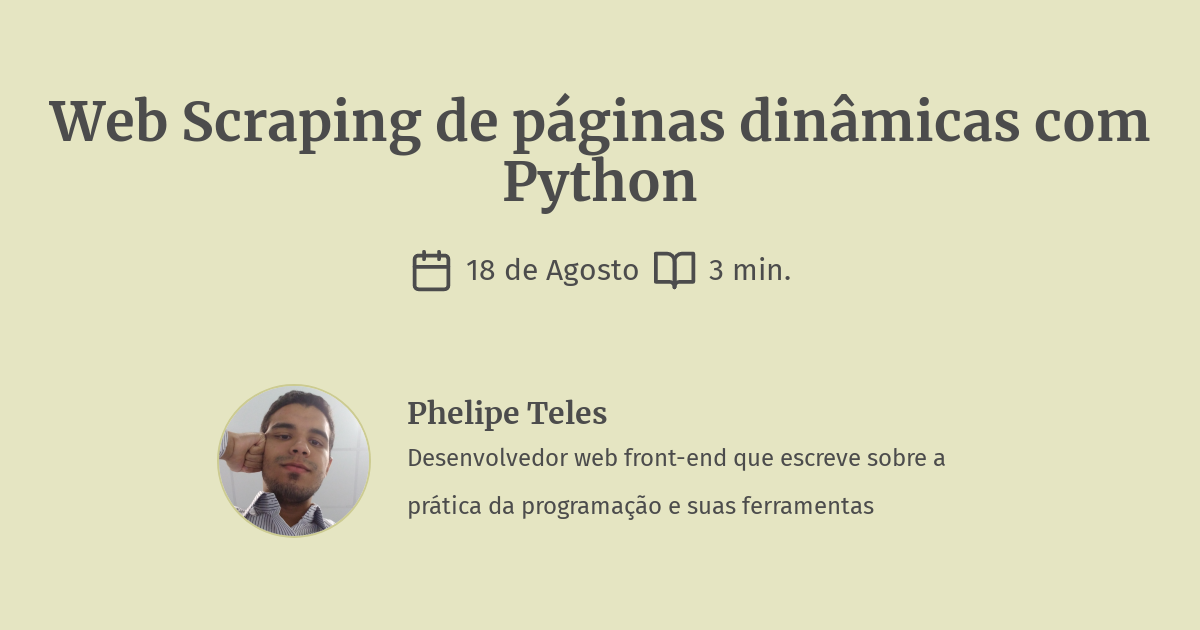 Web Scraping de páginas dinâmicas com
Python
18 de Agosto 3 min.
Phelipe Teles
Desenvolvedor web front-end que escreve sobre a
prática da programação e suas ferramentas